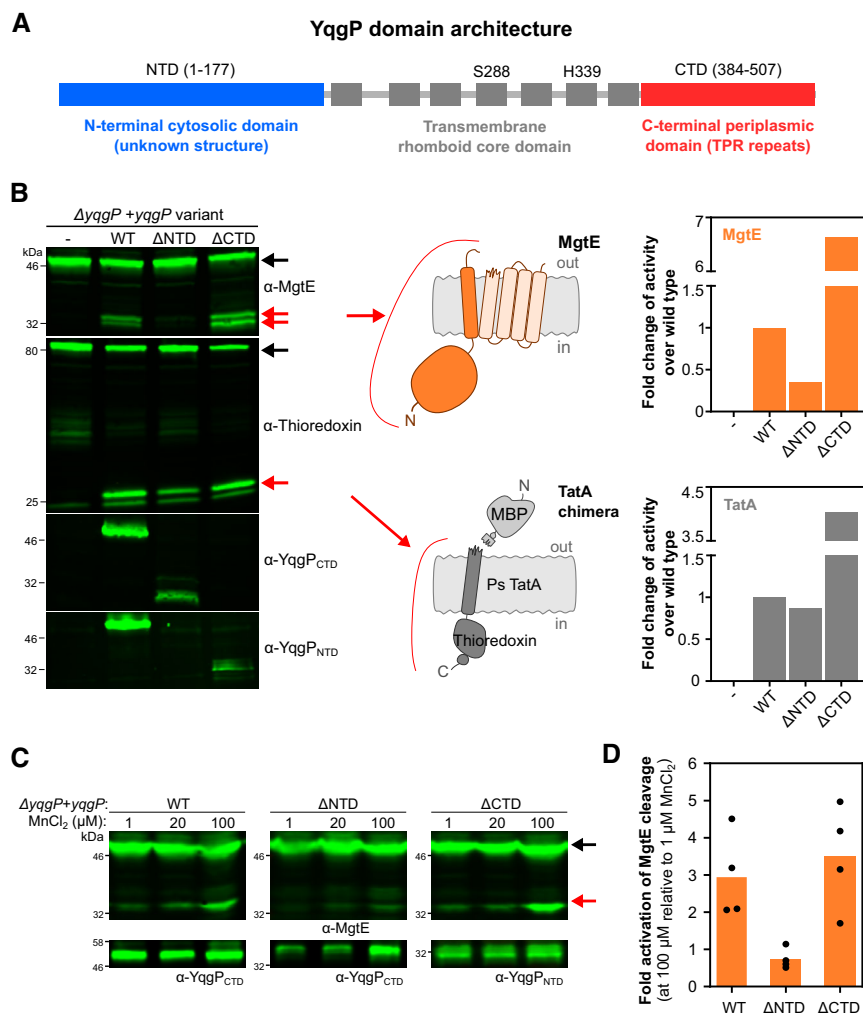 A
YqgP domain architecture
NTD (1-177)
S288
H339
CTD (384-507)
N-terminal cytosolic domain
(unknown structure)
Transmembrane
rhomboid core domain
C-terminal periplasmic
domain (TPR repeats)
B
ΔyqgP +yqgP variant
- WT ΔNTD ΔCTD
kDa
46
32
α-MgtE
80
25
α-Thioredoxin
46
32
α-YqgPCTD
46
32
α-YqgPNTD
MgtE
out
in
N
TatA
chimera
N
MBP
out
Ps TatA
in
Thioredoxin
C
MgtE
Fold change of activity
over wild type
7
6
1.5
1
0.5
0
- WT ΔNTD ΔCTD
TatA
Fold change of activity
over wild type
4.5
3.5
1.5
1
0.5
0
- WT ΔNTD ΔCTD
C
ΔyqgP+yqgP: WT ΔNTD ΔCTD
MnCl2 (μM): 1 20 100 1 20 100 1 20 100
kDa
46
32
46
32
46
32
α-MgtE
58
46
α-YqgPCTD
32
α-YqgPCTD
32
α-YqgPNTD
D
Fold activation of MgtE cleavage
(at 100 μM relative to 1 μM MnCl2)
6
5
4
3
2
1
0
WT ΔNTD ΔCTD